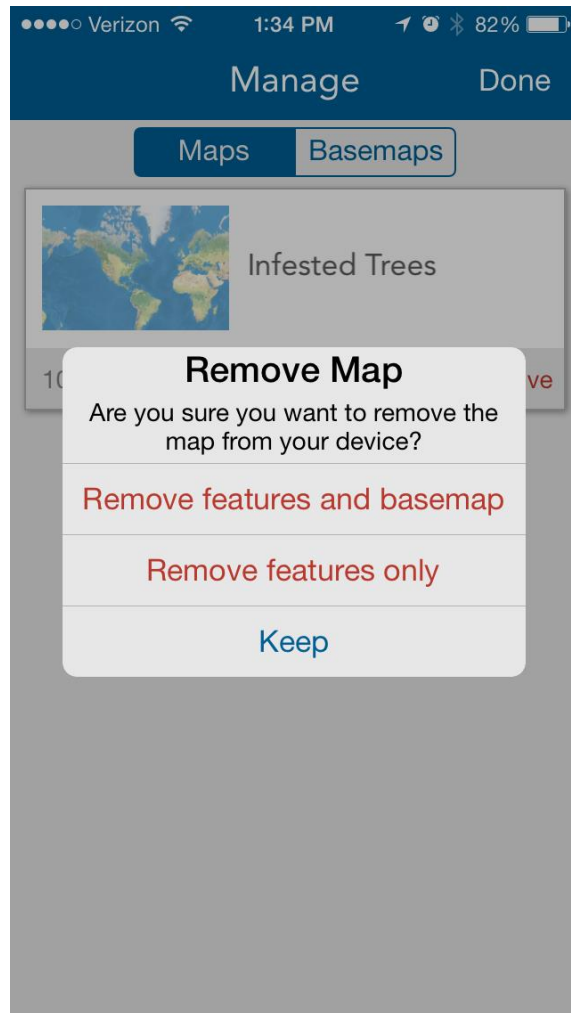 Verizon 1:34 PM 82%
Manage Done
Maps Basemaps
Infested Trees
Remove Map
Are you sure you want to remove the
map from your device?
Remove features and basemap
Remove features only
Keep